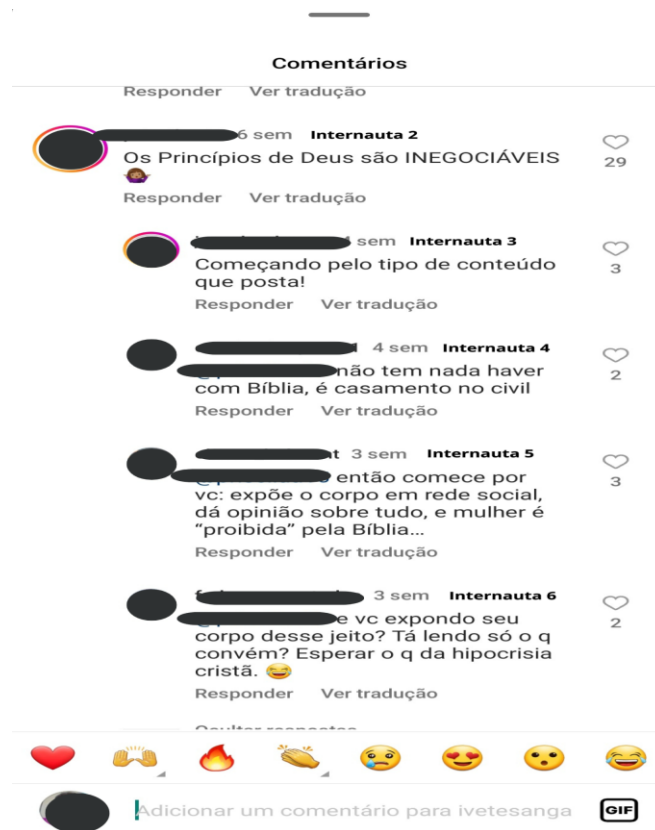 Comentários
Responder Ver tradução
6 sem Internauta 2
Os Princípios de Deus são INEGOCIÁVEIS
29
Responder Ver tradução
sem Internauta 3
Começando pelo tipo de conteúdo
que posta!
3
Responder Ver tradução
4 sem Internauta 4
não tem nada haver
com Bíblia, é casamento no civil
2
Responder Ver tradução
3 sem Internauta 5
então comece por
vc: expõe o corpo em rede social,
dá opinião sobre tudo, e mulher é
“proibida” pela Bíblia...
3
Responder Ver tradução
3 sem Internauta 6
e vc expondo seu
corpo desse jeito? Tá lendo só o q
convém? Esperar o q da hipocrisia
cristã.
2
Responder Ver tradução
Ocultar respostas
Adicionar um comentário para ivetesanga
GIF